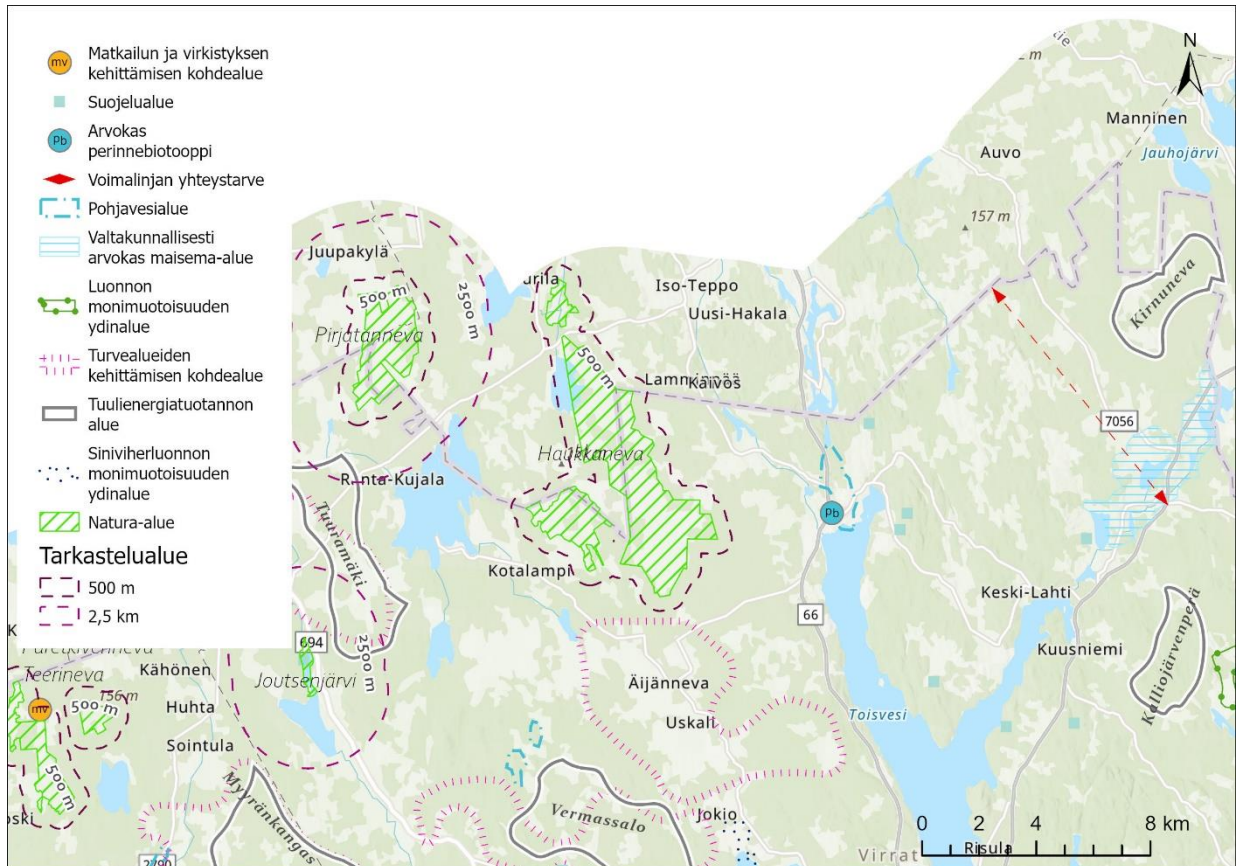 mv
Matkailun ja virkistyksen
kehittämisen kohdealue
Suojelualue
Pb
Arvokas
perinnebiotooppi
Voimalinjan yhteystarve
Pohjavesialue
Valtakunnallisesti
arvokas maisema-alue
Luonnon
monimuotoisuuden
ydinalue
Turvealueiden
kehittämisen kohdealue
Tuulienergiatuotannon
alue
Siniviherluonnon
monimuotoisuuden
ydinalue
Natura-alue
Tarkastelualue
500 m
2,5 km
N
Manninen
Jauhojärvi
Auvo
157 m
Kirnuneva
Juupakylä
500 m
2500 m
Pirjatanneva
Iso-Teppo
Uusi-Hakala
500 m
Kaivos
7056
Haukkaneva
Ranta-Kujala
Tuuramäki
Pb
Kotalampi
66
Keski-Lahti
Kuusniemi
Kalliojärvenperä
694
2500 m
Joutsenjärvi
Teerineva
Kähönen
156 m
mv
500 m
Huhta
Sointula
500 m
Äijänneva
Uskali
Toisvesi
Myyränkangas
Vermassalo
Jokio
Virrat
0 2 4 8 km
Risula
2790